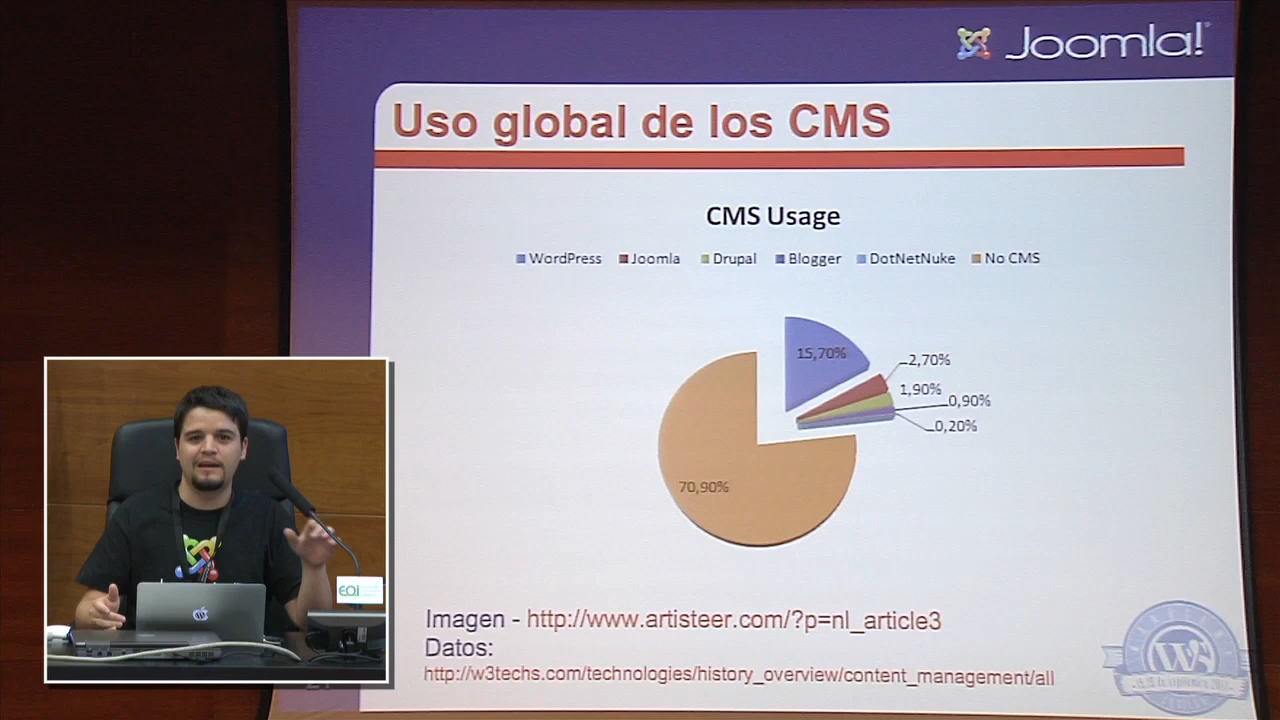 Joomla!
Uso global de los CMS
CMS Usage
WordPress Joomla Drupal Blogger DotNetNuke No CMS
15,70%
2,70%
1,90%
0,90%
0,20%
70,90%
Imagen - http://www.artisteer.com/?p=nl_article3
Datos:
http://w3techs.com/technologies/history_overview/content_management/all
EOI